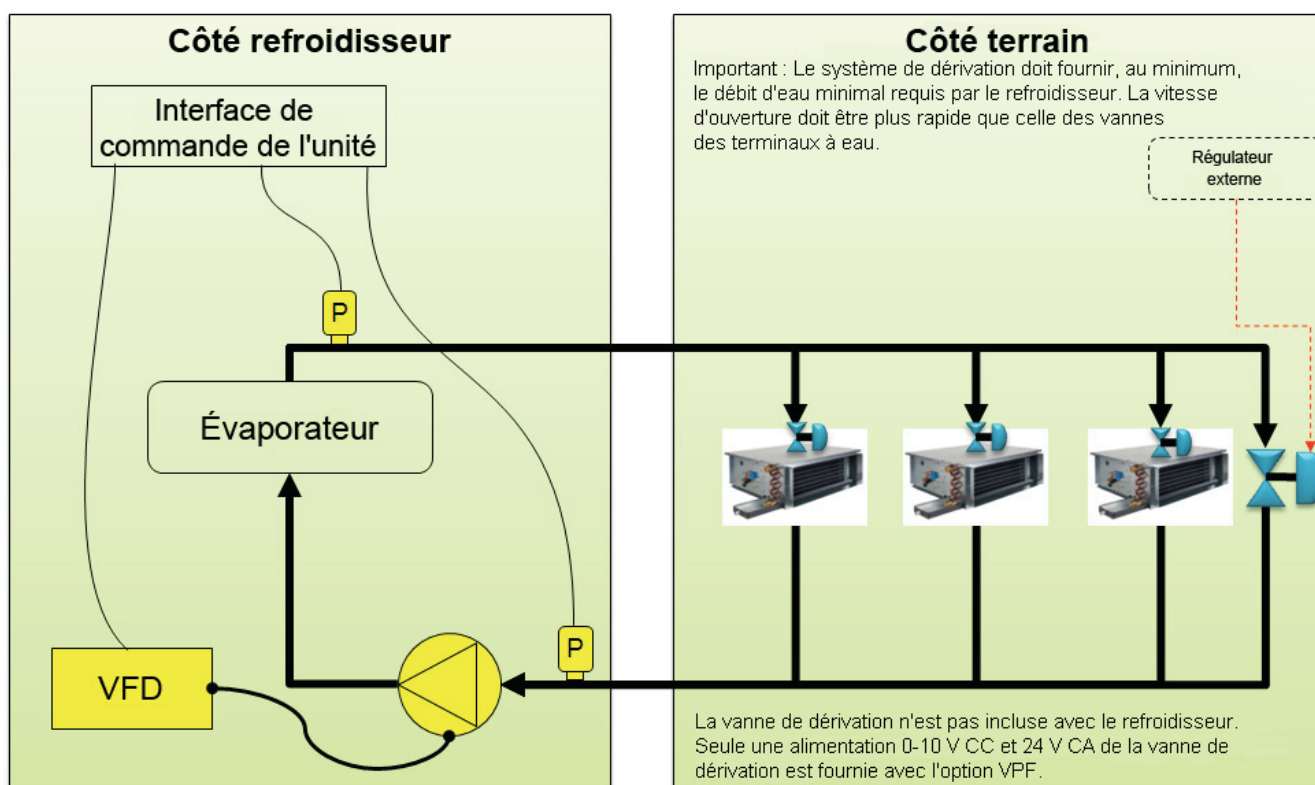 Côté refroidisseur
Interface de
commande de l'unité
P
Évaporateur
P
VFD
Côté terrain
Important : Le système de dérivation doit fournir, au minimum,
le débit d'eau minimal requis par le refroidisseur. La vitesse
d'ouverture doit être plus rapide que celle des vannes
des terminaux à eau.
Régulateur
externe
La vanne de dérivation n'est pas incluse avec le refroidisseur.
Seule une alimentation 0-10 V CC et 24 V CA de la vanne de
dérivation est fournie avec l'option VPF.